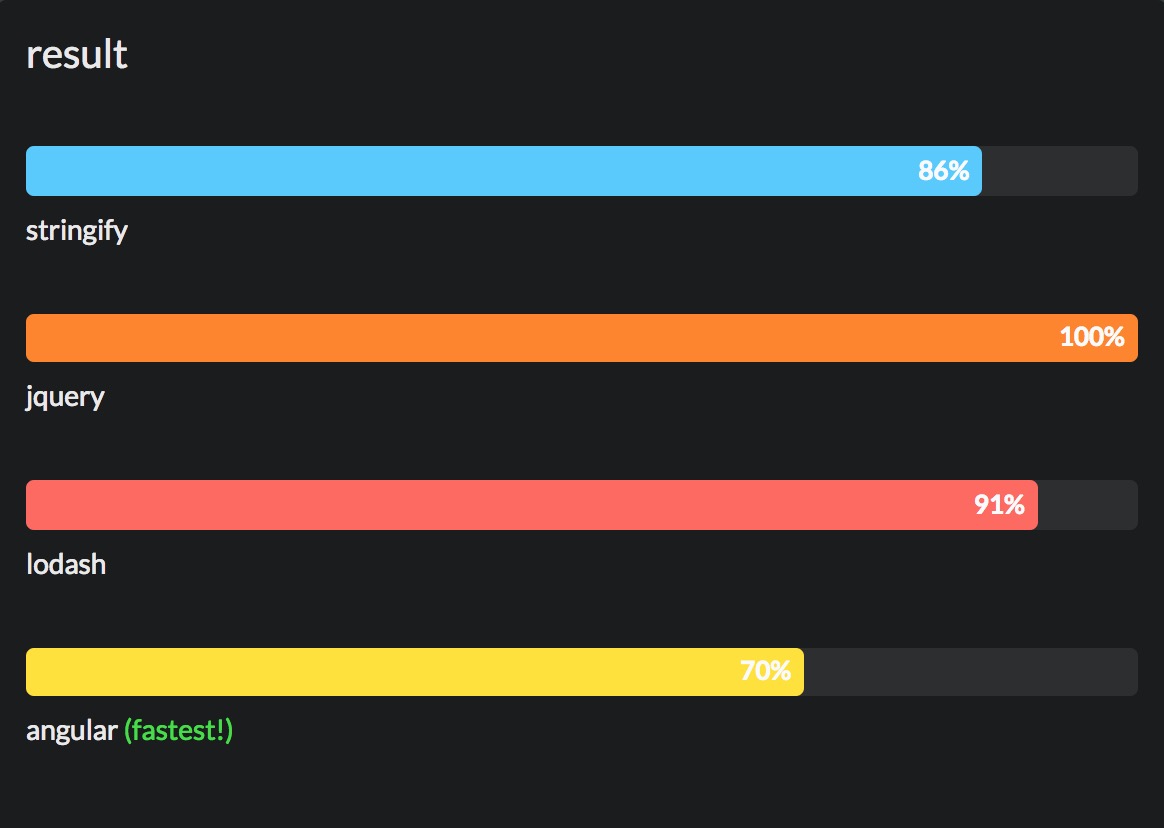 result
86%
stringify
100%
jquery
91%
lodash
70%
angular (fastest!)